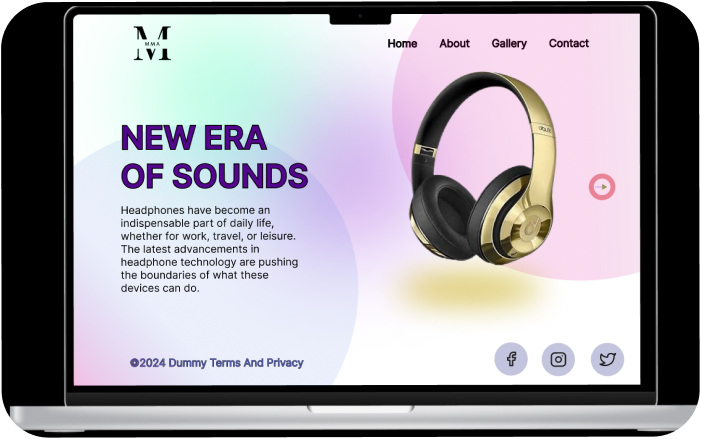 MMA
Home About Gallery Contact
NEW ERA
OF SOUNDS
Headphones have become an
indispensable part of daily life,
whether for work, travel, or leisure.
The latest advancements in
headphone technology are pushing
the boundaries of what these
devices can do.
©2024 Dummy Terms And Privacy